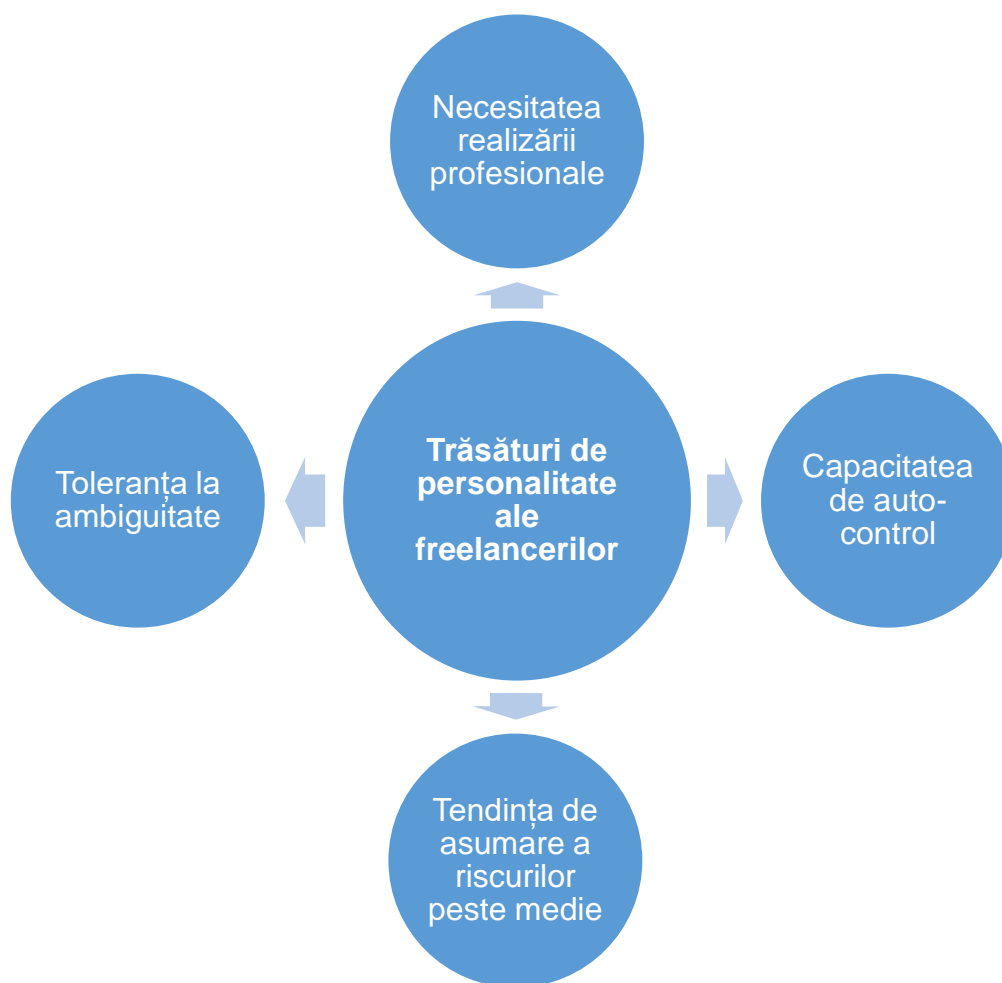 Necesitatea
realizării
profesionale
Toleranța la
ambiguitate
Trăsături de
personalitate
ale
freelancerilor
Capacitatea
de auto-
control
Tendința de
asumare a
riscurilor
peste medie